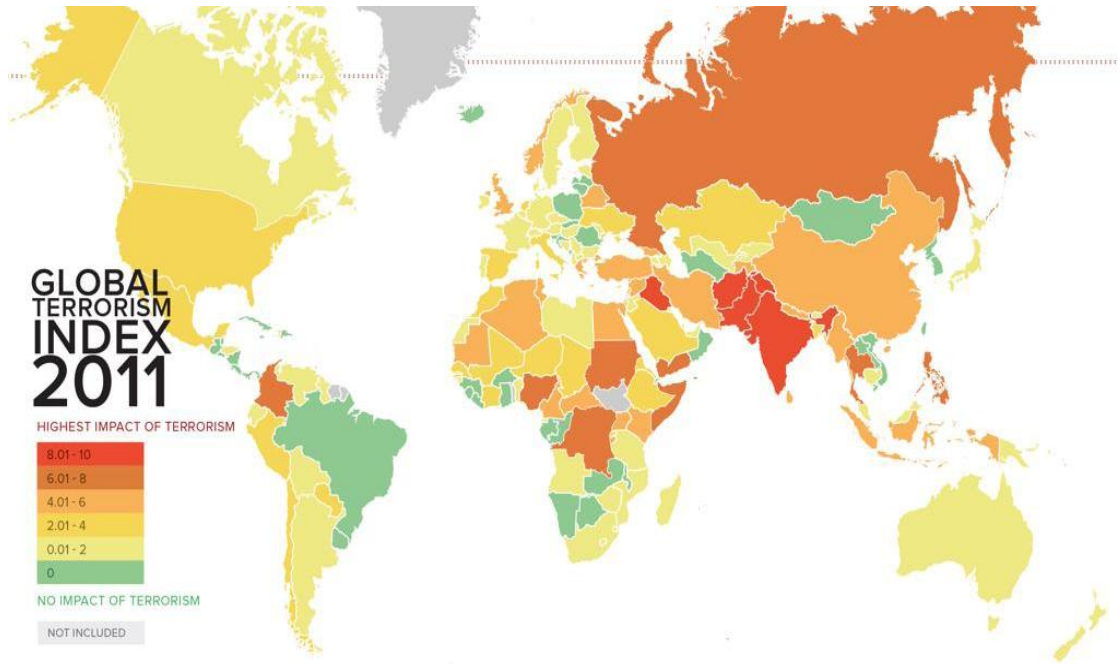 GLOBAL
TERRORISM
INDEX
2011
HIGHEST IMPACT OF TERRORISM
8.01 - 10
6.01 - 8
4.01 - 6
2.01 - 4
0.01 - 2
0
NO IMPACT OF TERRORISM
NOT INCLUDED